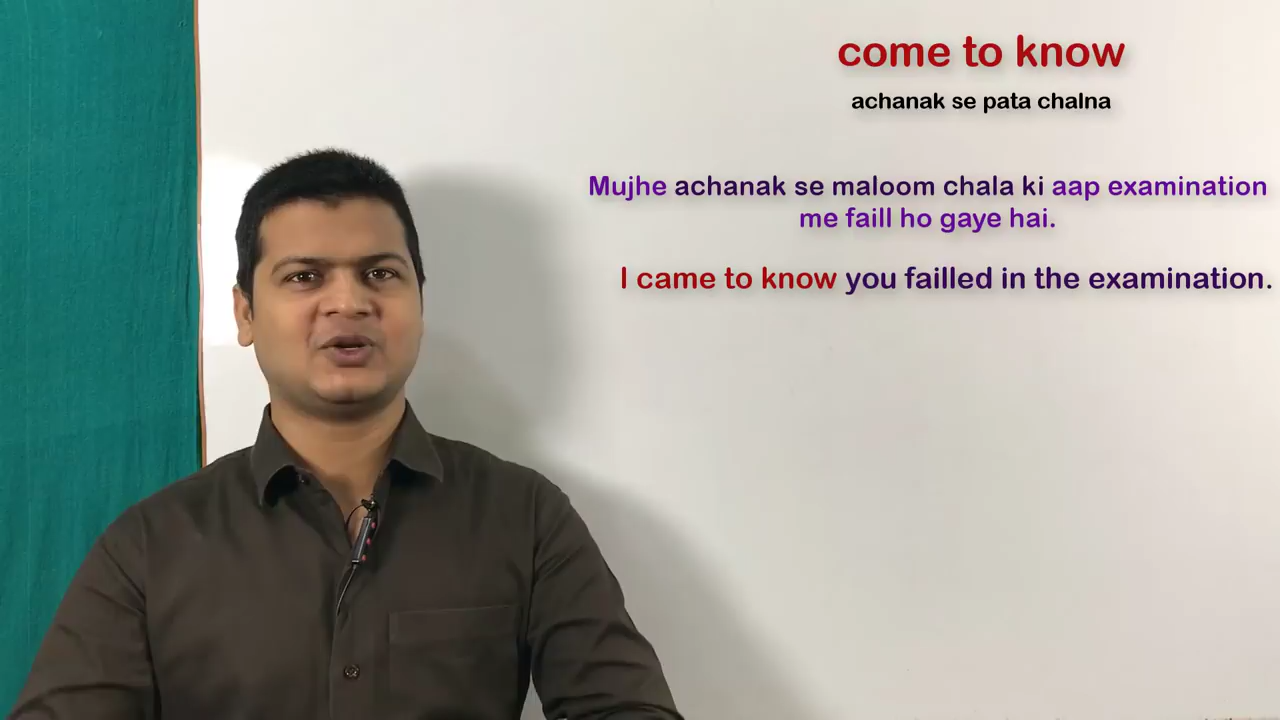 come to know
achanak se pata chalna
Mujhe achanak se maloom chala ki aap examination
me faill ho gaye hai.
I came to know you failled in the examination.